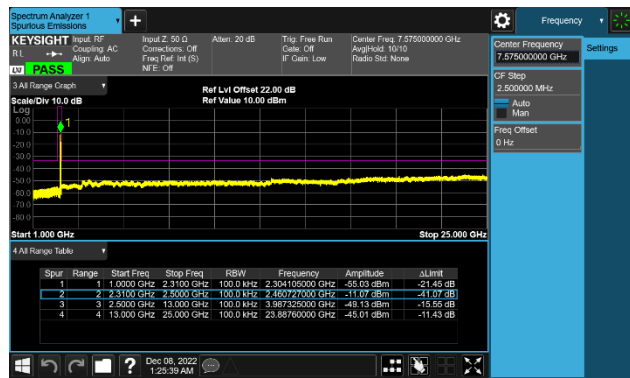 Spectrum Analyzer 1
Spurious Emissions
Frequency
KEYSIGHT Input: RF Input Z: 50 Ω Atten: 20 dB Trig: Free Run Center Freq: 7.575000000 GHz
R L Coupling: AC Corrections: Off Gate: Off Avg|Hold: 10/10
Align: Auto Freq Ref: Int (S) IF Gain: Low Radio Std: None
NFE: Off
LXI PASS
Center Frequency
7.575000000 GHz
Settings
CF Step
2.500000 MHz
Auto
Man
Freq Offset
0 Hz
3 All Range Graph
Ref Lvl Offset 22.00 dB
Scale/Div 10.0 dB Ref Value 10.00 dBm
Log
0.00
1
-10.0
-20.0
-30.0
-40.0
-50.0
-60.0
-70.0
-80.0
Start 1.000 GHz Stop 25.000 GHz
4 All Range Table
Spur Range Start Freq Stop Freq RBW Frequency Amplitude ΔLimit
1 1 1.0000 GHz 2.3100 GHz 100.0 kHz 2.304105000 GHz -55.03 dBm -21.45 dB
2 2 2.3100 GHz 2.5000 GHz 100.0 kHz 2.460727000 GHz -11.07 dBm -41.07 dB
3 3 2.5000 GHz 13.000 GHz 100.0 kHz 3.987325000 GHz -49.13 dBm -15.55 dB
4 4 13.000 GHz 25.000 GHz 100.0 kHz 23.88760000 GHz -45.01 dBm -11.43 dB
?
Dec 08, 2022
1:25:39 AM